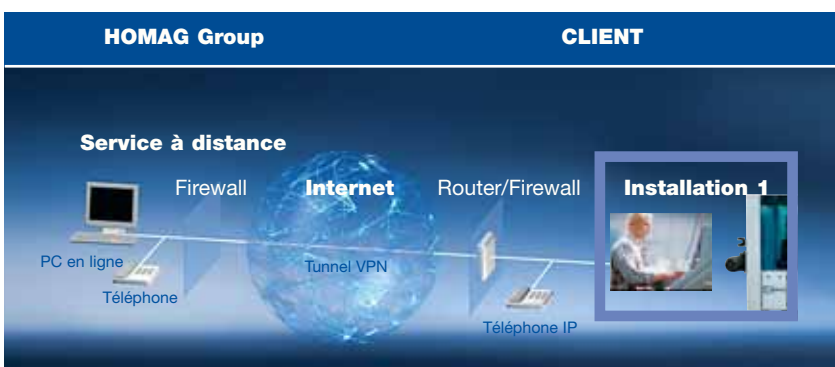 HOMAG Group
CLIENT
Service à distance
Firewall
Internet
Router/Firewall
Installation 1
PC en ligne
Tunnel VPN
Téléphone
Téléphone IP